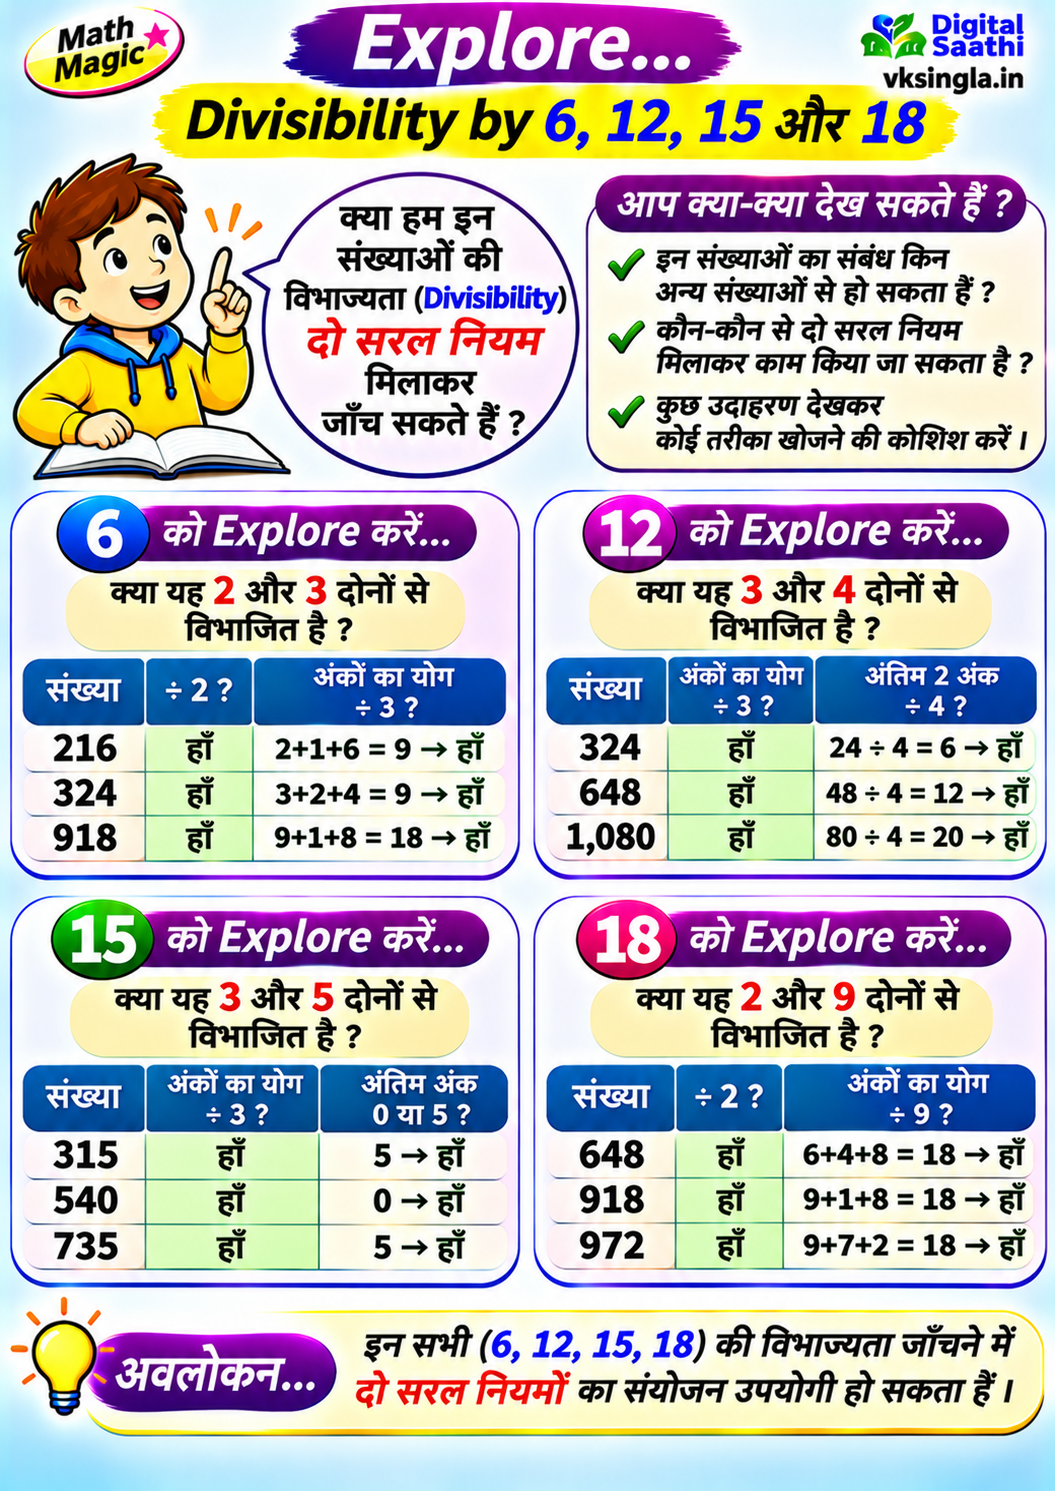 Math
Magic
Explore...
Digital
Saathi
vksingla.in
Divisibility by 6, 12, 15 और 18
क्या हम इन
संख्याओं की
विभाज्यता (Divisibility)
दो सरल नियम
मिलाकर
जाँच सकते हैं ?
आप क्या-क्या देख सकते हैं ?
इन संख्याओं का संबंध किन
अन्य संख्याओं से हो सकता हैं ?
कौन-कौन से दो सरल नियम
मिलाकर काम किया जा सकता है ?
कुछ उदाहरण देखकर
कोई तरीका खोजने की कोशिश करें ।
6 को Explore करें...
क्या यह 2 और 3 दोनों से
विभाजित है ?
संख्या ÷ 2 ? अंकों का योग
÷ 3 ?
216 हाँ 2+1+6 = 9 → हाँ
324 हाँ 3+2+4 = 9 → हाँ
918 हाँ 9+1+8 = 18 → हाँ
12 को Explore करें...
क्या यह 3 और 4 दोनों से
विभाजित है ?
संख्या अंकों का योग अंतिम 2 अंक
÷ 3 ? ÷ 4 ?
324 हाँ 24 ÷ 4 = 6 → हाँ
648 हाँ 48 ÷ 4 = 12 → हाँ
1,080 हाँ 80 ÷ 4 = 20 → हाँ
15 को Explore करें...
क्या यह 3 और 5 दोनों से
विभाजित है ?
संख्या अंकों का योग अंतिम अंक
÷ 3 ? 0 या 5 ?
315 हाँ 5 → हाँ
540 हाँ 0 → हाँ
735 हाँ 5 → हाँ
18 को Explore करें...
क्या यह 2 और 9 दोनों से
विभाजित है ?
संख्या ÷ 2 ? अंकों का योग
÷ 9 ?
648 हाँ 6+4+8 = 18 → हाँ
918 हाँ 9+1+8 = 18 → हाँ
972 हाँ 9+7+2 = 18 → हाँ
अवलोकन...
इन सभी (6, 12, 15, 18) की विभाज्यता जाँचने में
दो सरल नियमों का संयोजन उपयोगी हो सकता हैं ।